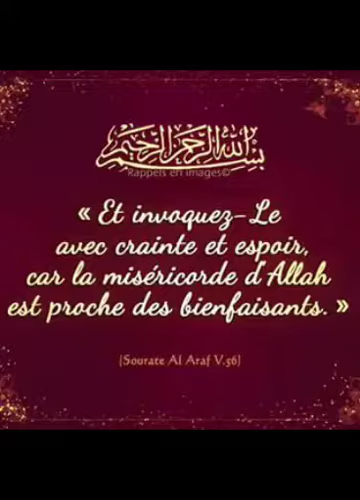 بسم الله الرحمن الرحيم
Rappels en images©
« Et invoquez-Le
avec crainte et espoir,
car la miséricorde d'Allah
est proche des bienfaisants. »
(Sourate Al Araf V.56)